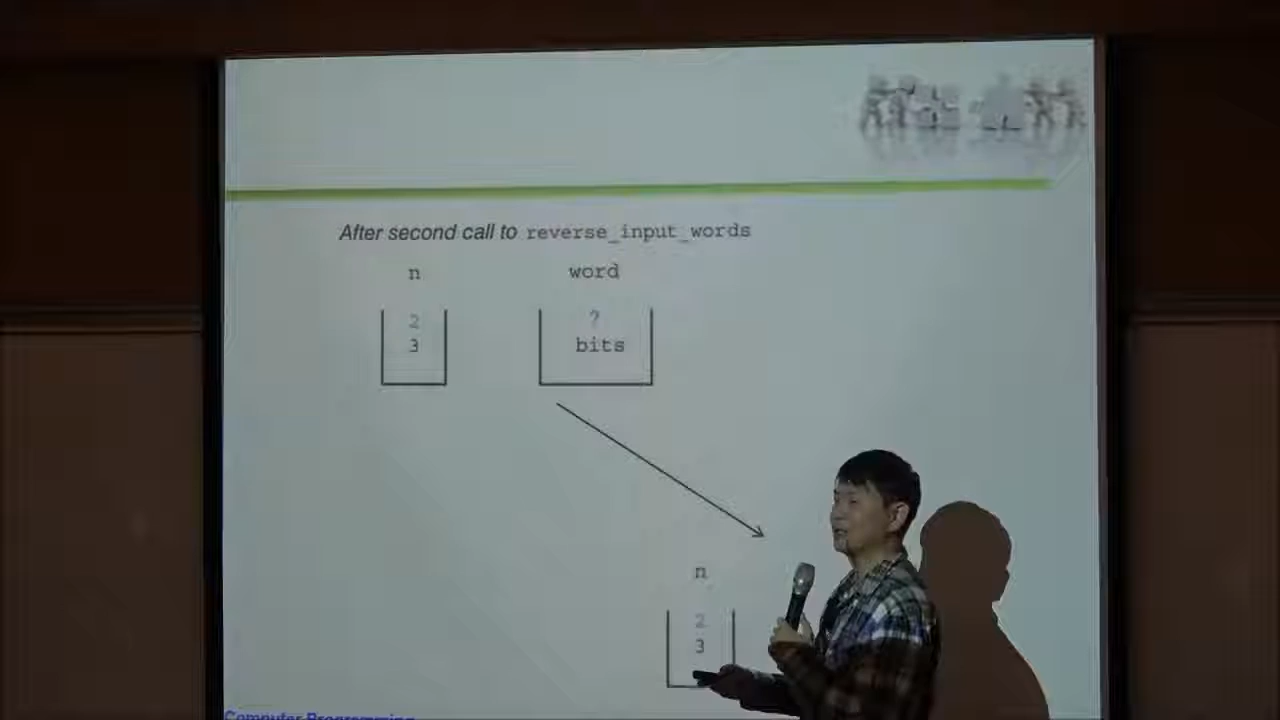 After second call to reverse_input_words
n word
2 ?
3 bits
n
2
3
Computer Programming